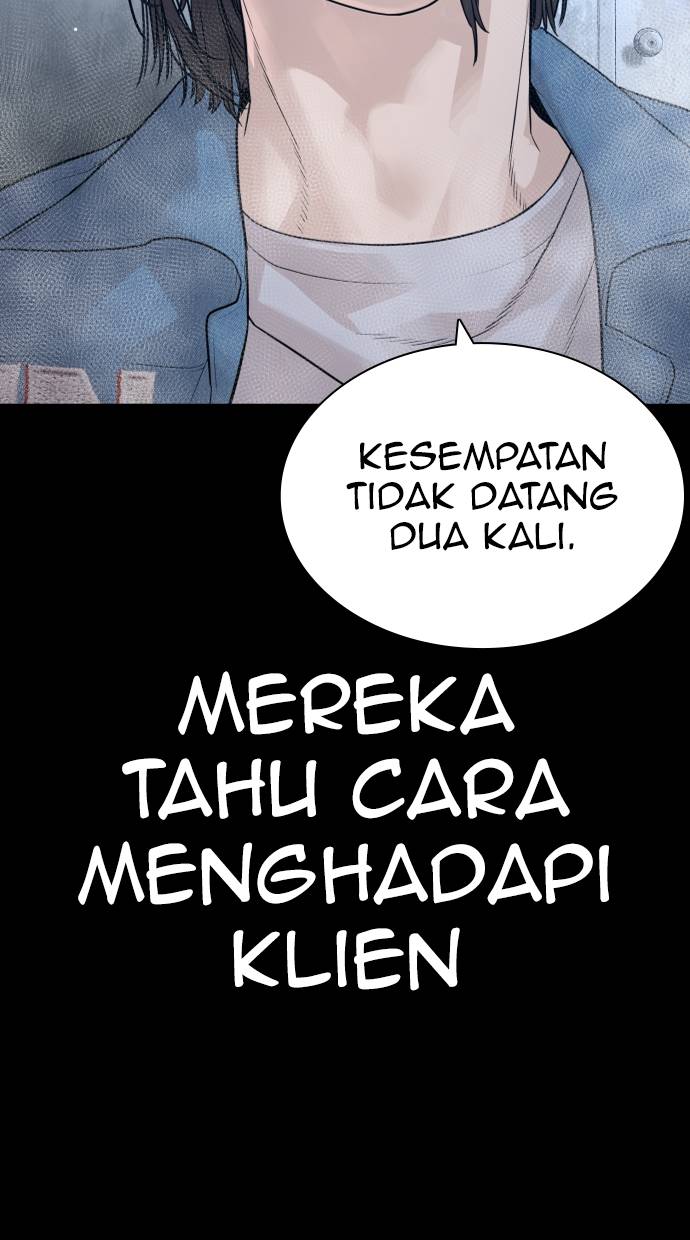 N
KESEMPATAN
TIDAK DATANG
DUA KALI.
MEREKA
TAHU CARA
MENGHADAPI
KLIEN